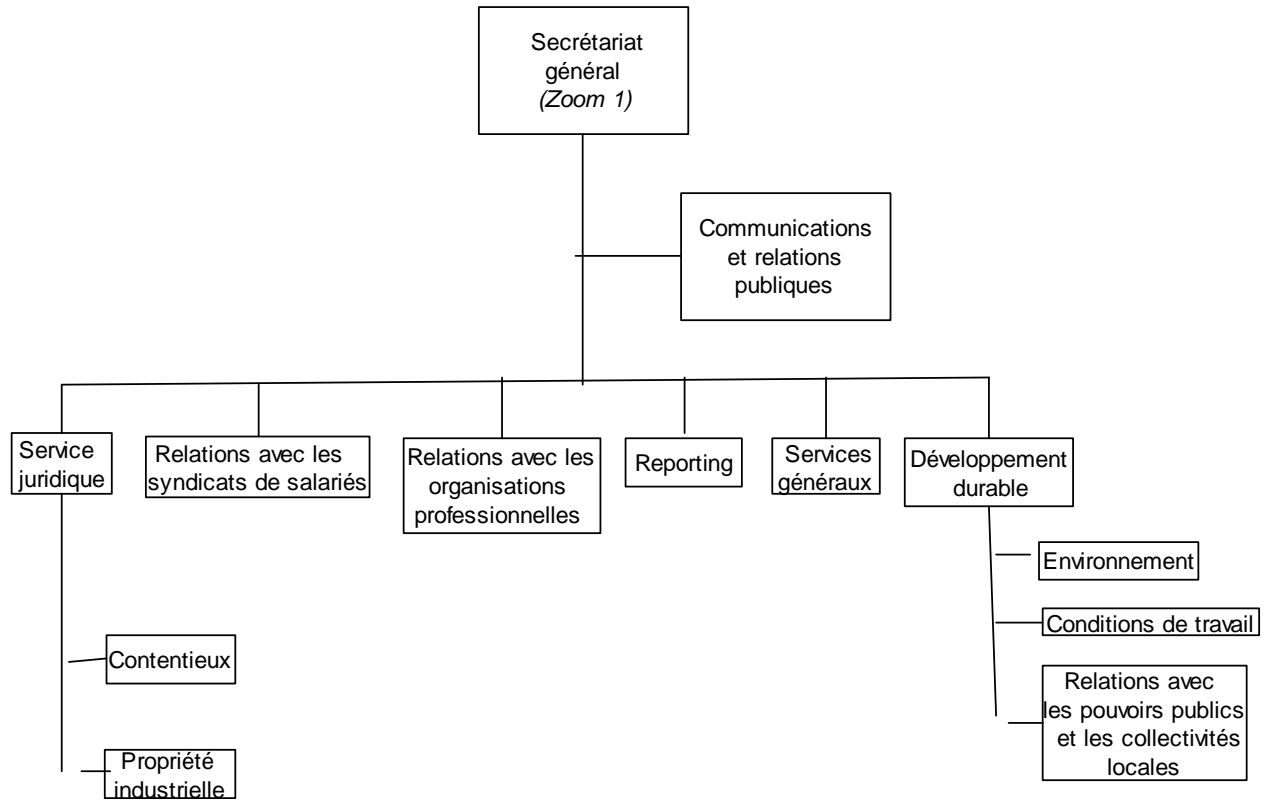 Secrétariat
général
(Zoom 1)
Communications
et relations
publiques
Service
juridique
Relations avec les
syndicats de salariés
Relations avec les
organisations
professionnelles
Reporting
Services
généraux
Développement
durable
Environnement
Conditions de travail
Contentieux
Relations avec
les pouvoirs publics
et les collectivités
locales
Propriété
industrielle